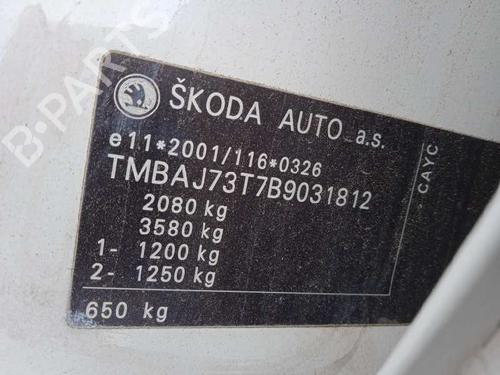 ŠKODA AUTO a.s.
e11*2001/116*0326
TMBAJ73T7B9031812
2080 kg
3580 kg
1- 1200 kg
2- 1250 kg
650 kg
CAYC
B-PARTS